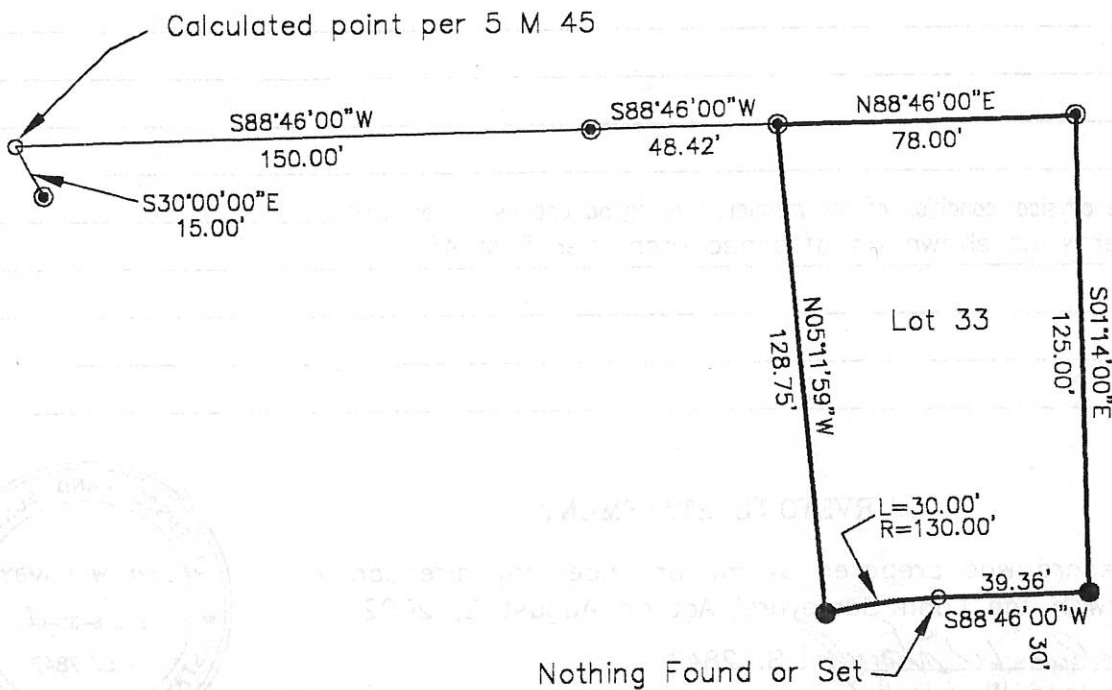 Calculated point per 5 M 45
S88°46'00"W
150.00'
S88°46'00"W
48.42'
N88°46'00"E
78.00'
S30°00'00"E
15.00'
N05°11'59"W
128.75'
Lot 33
S01°14'00"E
125.00'
L=30.00'
R=130.00'
39.36'
S88°46'00"W
30'
Nothing Found or Set